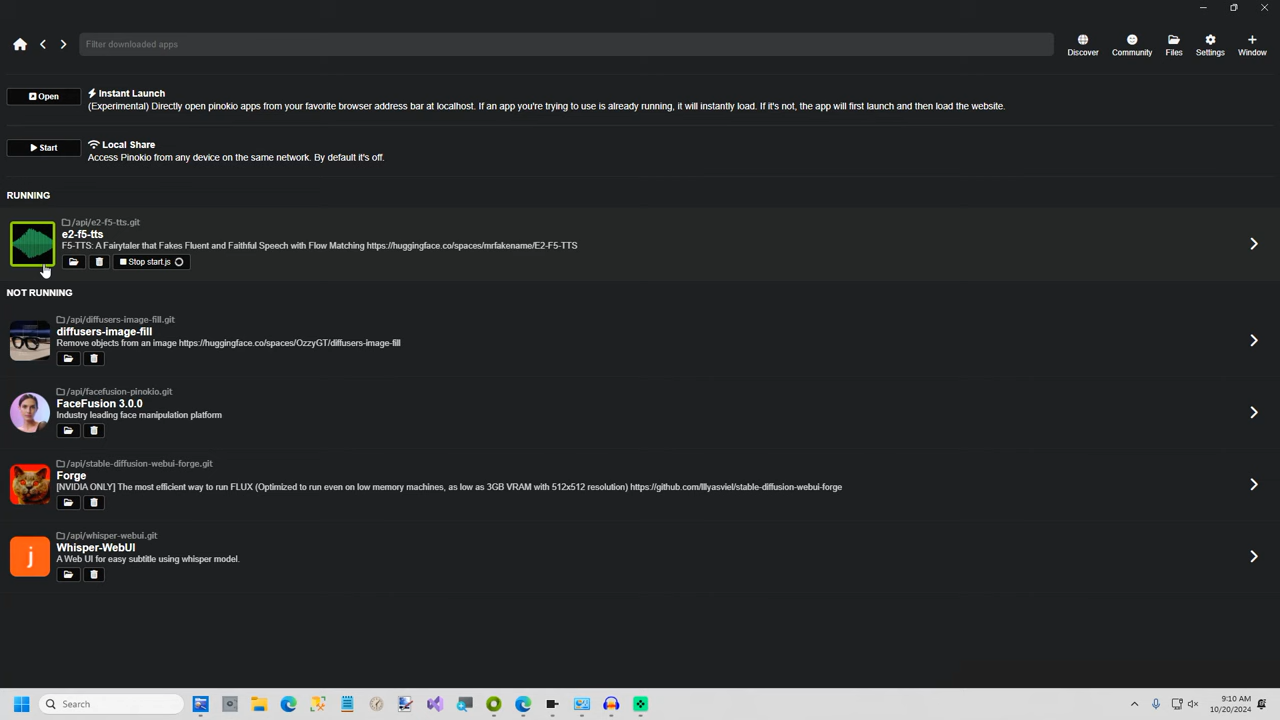 Filter downloaded apps
Discover
Community
Files
Settings
Window
Open
Instant Launch
(Experimental) Directly open pinokio apps from your favorite browser address bar at localhost. If an app you're trying to use is already running, it will instantly load. If it's not, the app will first launch and then load the website.
Start
Local Share
Access Pinokio from any device on the same network. By default it's off.
RUNNING
/api/e2-f5-tts.git
e2-f5-tts
F5-TTS: A Fairytaler that Fakes Fluent and Faithful Speech with Flow Matching https://huggingface.co/spaces/mrfakename/E2-F5-TTS
Stop start.js
NOT RUNNING
/api/diffusers-image-fill.git
diffusers-image-fill
Remove objects from an image https://huggingface.co/spaces/OzzyGT/diffusers-image-fill
/api/facefusion-pinokio.git
FaceFusion 3.0.0
Industry leading face manipulation platform
/api/stable-diffusion-webui-forge.git
Forge
[NVIDIA ONLY] The most efficient way to run FLUX (Optimized to run even on low memory machines, as low as 3GB VRAM with 512x512 resolution) https://github.com/lllyasviel/stable-diffusion-webui-forge
/api/whisper-webui.git
j
Whisper-WebUI
A Web UI for easy subtitle using whisper model.
Search
9:10 AM
10/20/2024